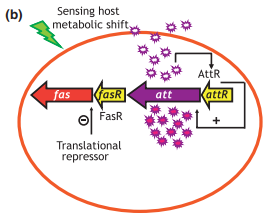 (b)
Sensing host
metabolic shift
AttR
fas
fasR
att
attR
FasR
⊖
+
Translational
repressor